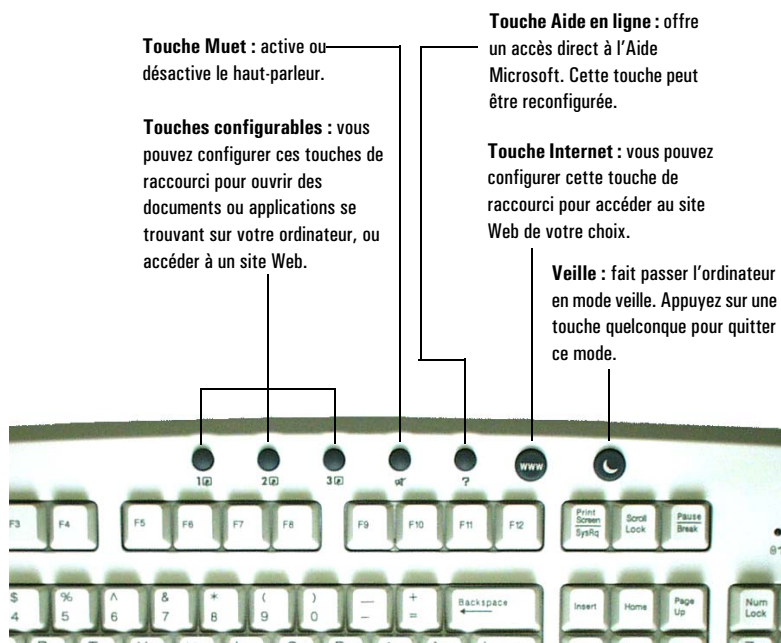 Touche Muet : active ou
désactive le haut-parleur.
Touches configurables : vous
pouvez configurer ces touches de
raccourci pour ouvrir des
documents ou applications se
trouvant sur votre ordinateur, ou
accéder à un site Web.
Touche Aide en ligne : offre
un accès direct à l’Aide
Microsoft. Cette touche peut
être reconfigurée.
Touche Internet : vous pouvez
configurer cette touche de
raccourci pour accéder au site
Web de votre choix.
Veille : fait passer l’ordinateur
en mode veille. Appuyez sur une
touche quelconque pour quitter
ce mode.
1 2 3 ? www
F3 F4 F5 F6 F7 F8 F9 F10 F11 F12
Print
Screen
SysRq
Scroll
Lock
Pause
Break
$ % ^ & * ( ) — +
4 5 6 7 8 9 0 – =
Backspace
Insert
Home
Page
Up
Num
Lock